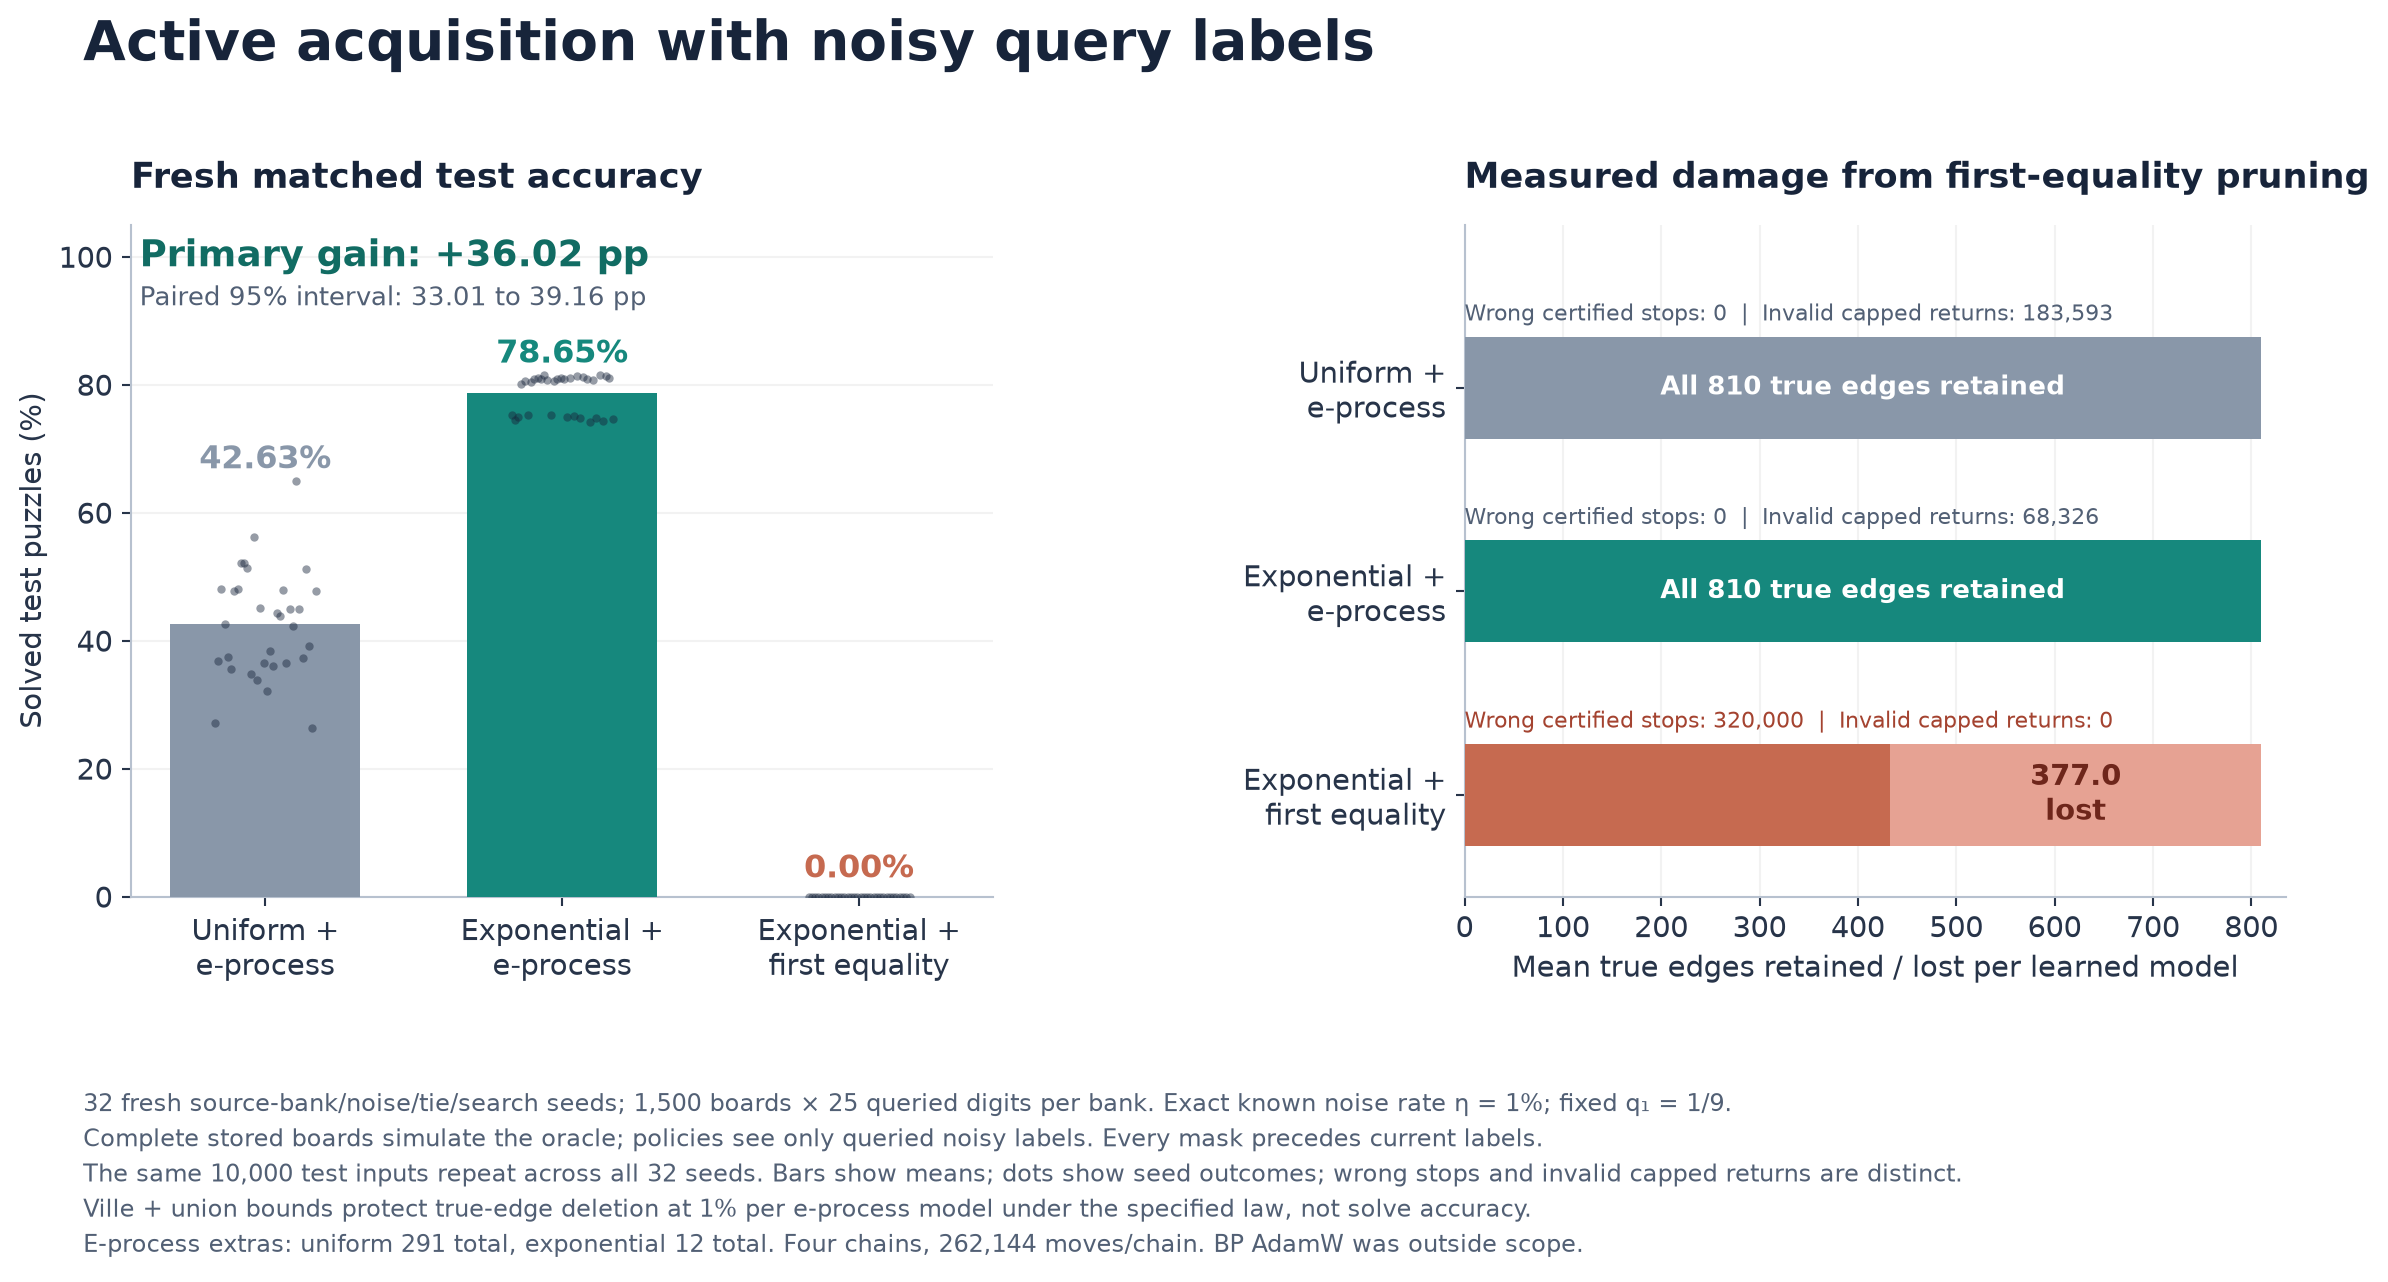 Active acquisition with noisy query labels
Fresh matched test accuracy
Primary gain: +36.02 pp
Paired 95% interval: 33.01 to 39.16 pp
Solved test puzzles (%)
100
80
60
40
20
0
42.63%
78.65%
0.00%
Uniform +
e-process
Exponential +
e-process
Exponential +
first equality
Measured damage from first-equality pruning
Wrong certified stops: 0 | Invalid capped returns: 183,593
Uniform +
e-process
All 810 true edges retained
Wrong certified stops: 0 | Invalid capped returns: 68,326
Exponential +
e-process
All 810 true edges retained
Wrong certified stops: 320,000 | Invalid capped returns: 0
Exponential +
first equality
377.0
lost
0 100 200 300 400 500 600 700 800
Mean true edges retained / lost per learned model
32 fresh source-bank/noise/tie/search seeds; 1,500 boards × 25 queried digits per bank. Exact known noise rate η = 1%; fixed q₁ = 1/9.
Complete stored boards simulate the oracle; policies see only queried noisy labels. Every mask precedes current labels.
The same 10,000 test inputs repeat across all 32 seeds. Bars show means; dots show seed outcomes; wrong stops and invalid capped returns are distinct.
Ville + union bounds protect true-edge deletion at 1% per e-process model under the specified law, not solve accuracy.
E-process extras: uniform 291 total, exponential 12 total. Four chains, 262,144 moves/chain. BP AdamW was outside scope.